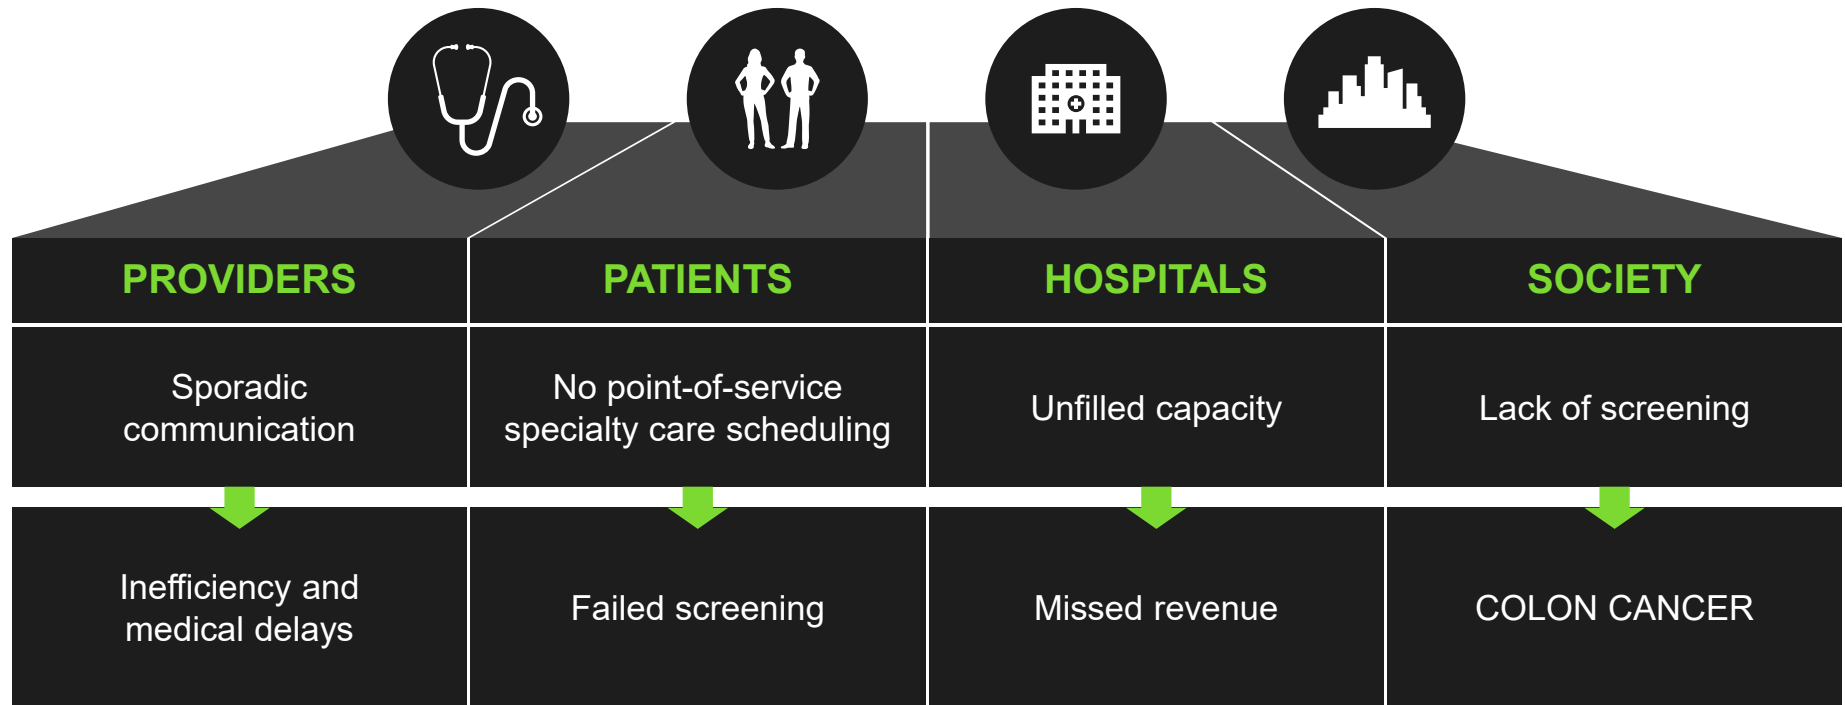 PROVIDERS
PATIENTS
HOSPITALS
SOCIETY
Sporadic
communication
No point-of-service
specialty care scheduling
Unfilled capacity
Lack of screening
Inefficiency and
medical delays
Failed screening
Missed revenue
COLON CANCER